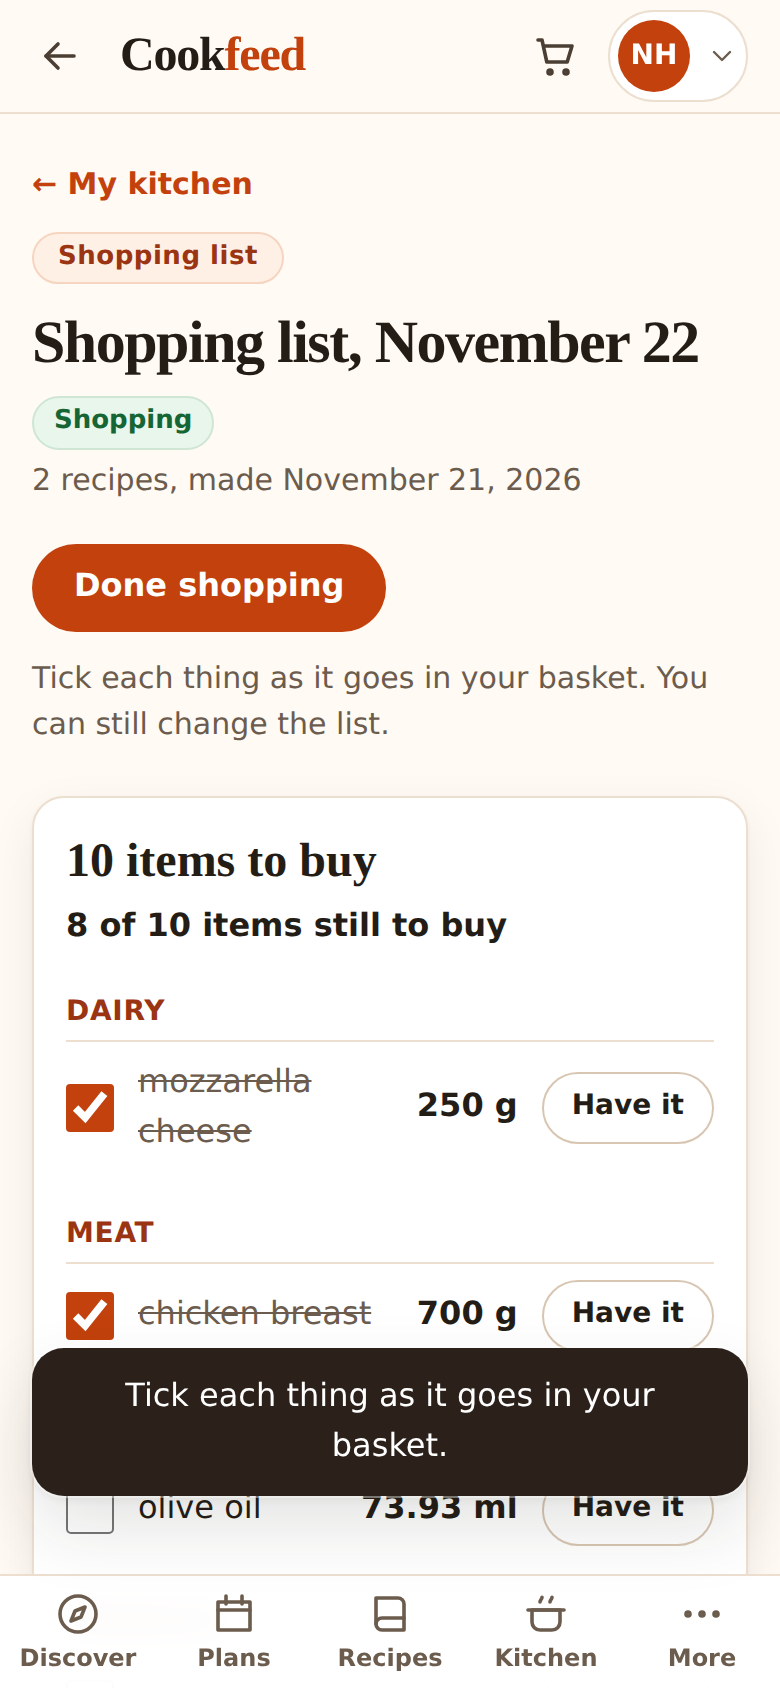 Cookfeed
NH
← My kitchen
Shopping list
Shopping list, November 22
Shopping
2 recipes, made November 21, 2026
Done shopping
Tick each thing as it goes in your basket. You
can still change the list.
10 items to buy
8 of 10 items still to buy
DAIRY
mozzarella
cheese
250 g
Have it
MEAT
chicken breast
700 g
Have it
Tick each thing as it goes in your
basket.
olive oil
73.93 ml
Have it
Discover
Plans
Recipes
Kitchen
More